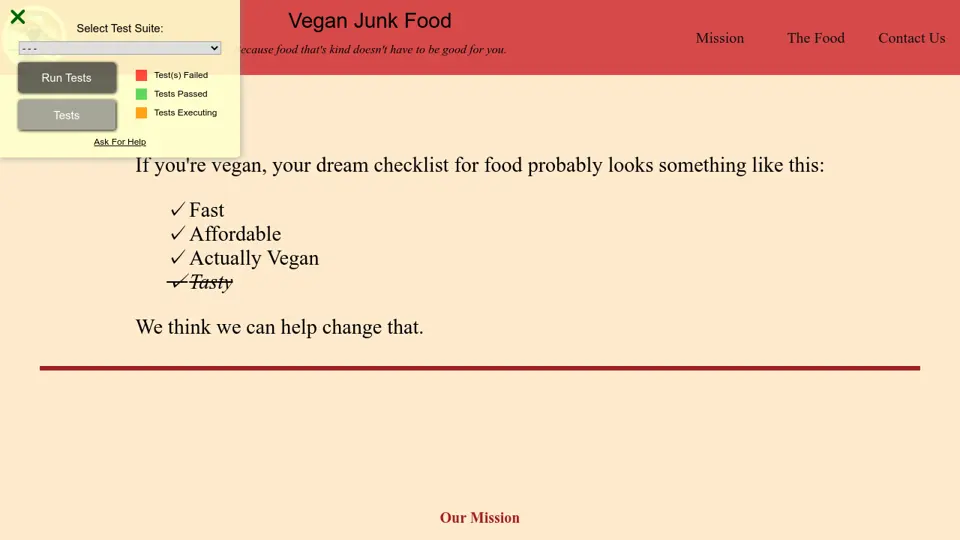 Select Test Suite:
- - -
Run Tests
Tests
Test(s) Failed
Tests Passed
Tests Executing
Ask For Help
Vegan Junk Food
ecause food that's kind doesn't have to be good for you.
Mission
The Food
Contact Us
If you're vegan, your dream checklist for food probably looks something like this:
✓ Fast
✓ Affordable
✓ Actually Vegan
✓ Tasty
We think we can help change that.
Our Mission